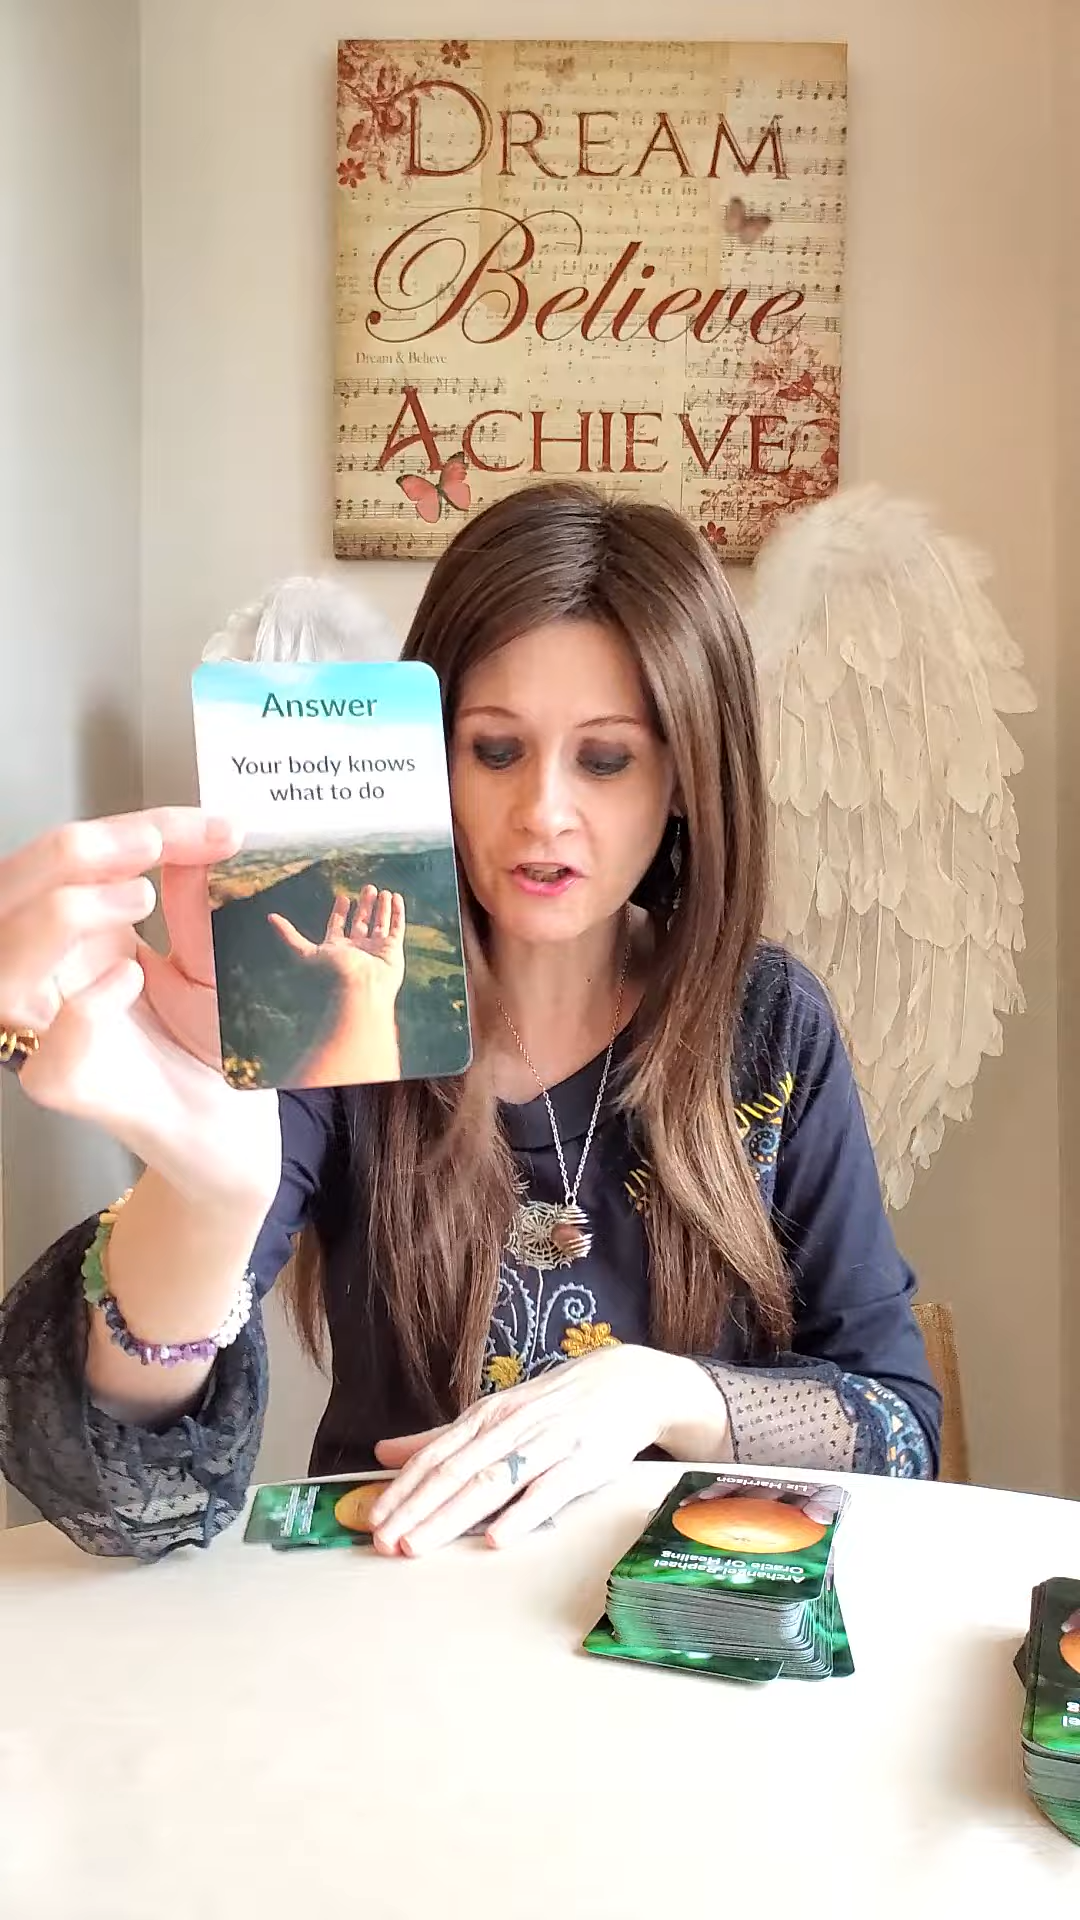 DREAM
Believe
Dream & Believe
ACHIEVE
Answer
Your body knows
what to do
Liz Harrison
Archangel Raphael
Oracle Of Healing